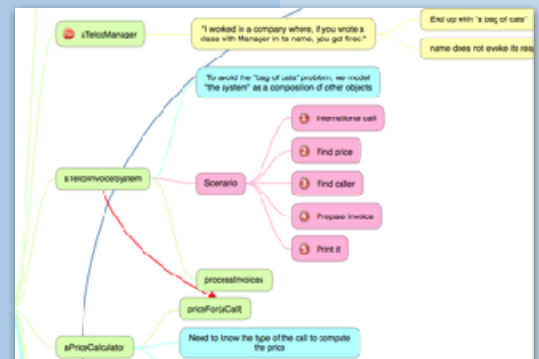 aTelcoManager
"I worked is a company where, if you wrote a
class with Manager in its name, you got fired."
End up with "a bag of cats"
name does not evoke its res
To avoid the "bag of cats" problem, we model
"the system" as a composition of other objects
aTelcoInvoiceSystem
Scenario
1 International call
2 Find price
3 Find caller
4 Prepare invoice
5 Print it
processInvoices
priceFor(aCall)
aPriceCalculator
Need to know the type of the call to compute
the price